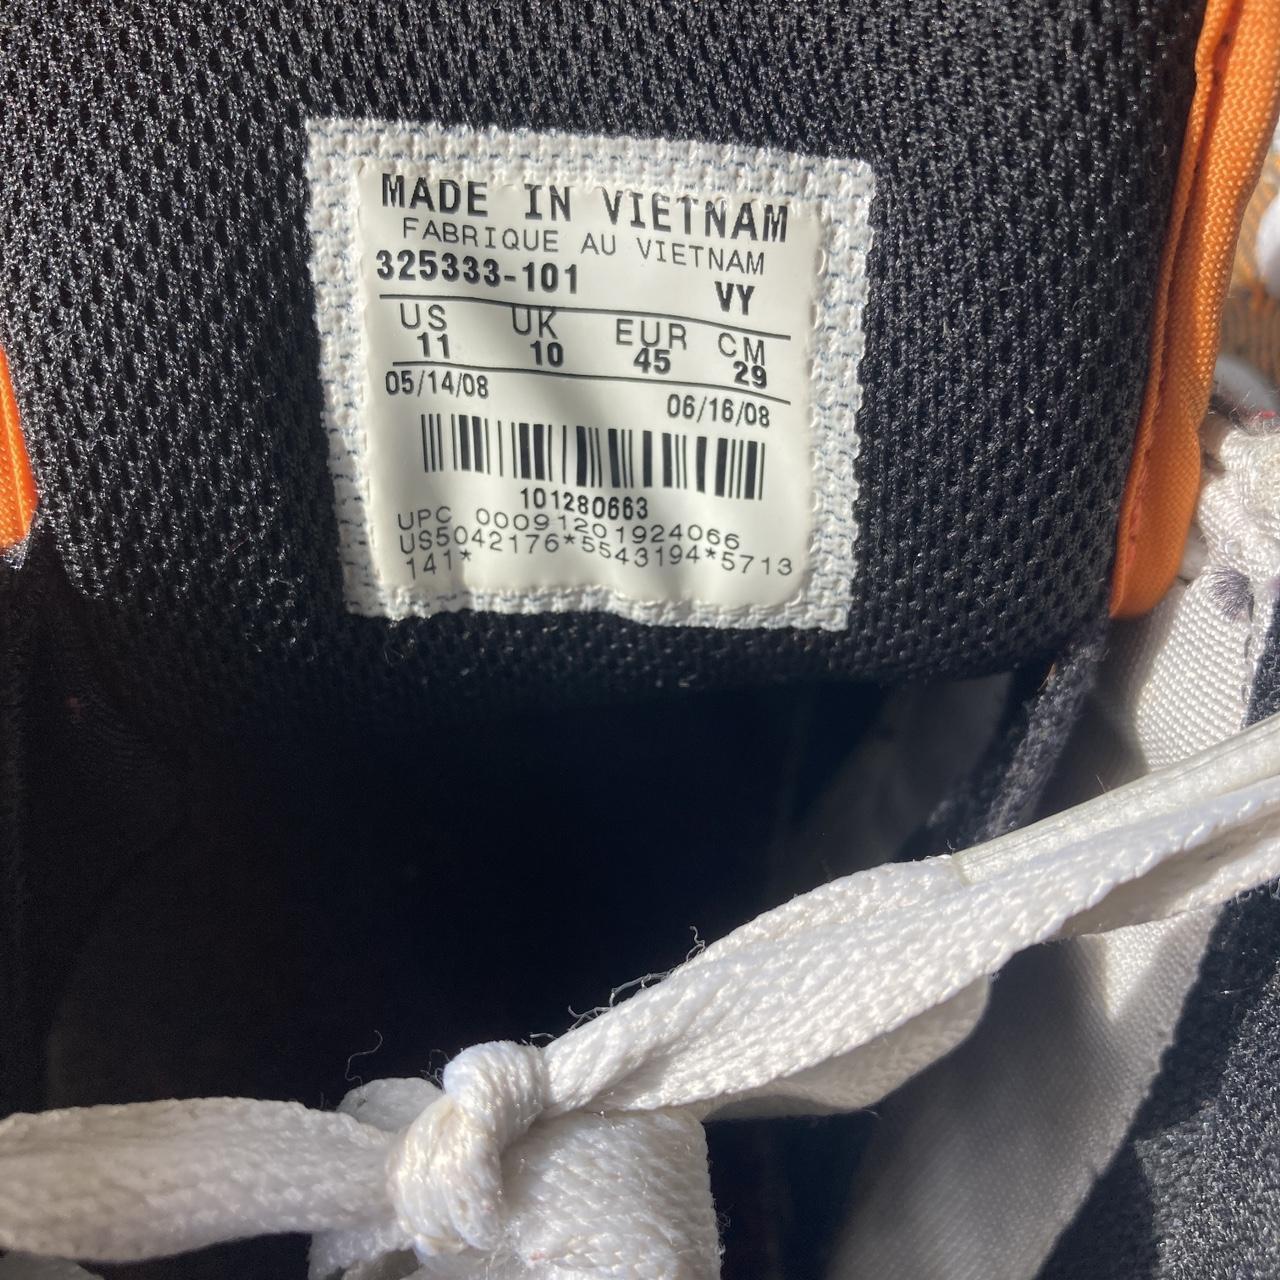 MADE IN VIETNAM
FABRIQUE AU VIETNAM
325333-101 VY
US UK EUR CM
11 10 45 29
05/14/08 06/16/08
101280663
UPC 00091201924066
US5042176*5543194*5713
141*